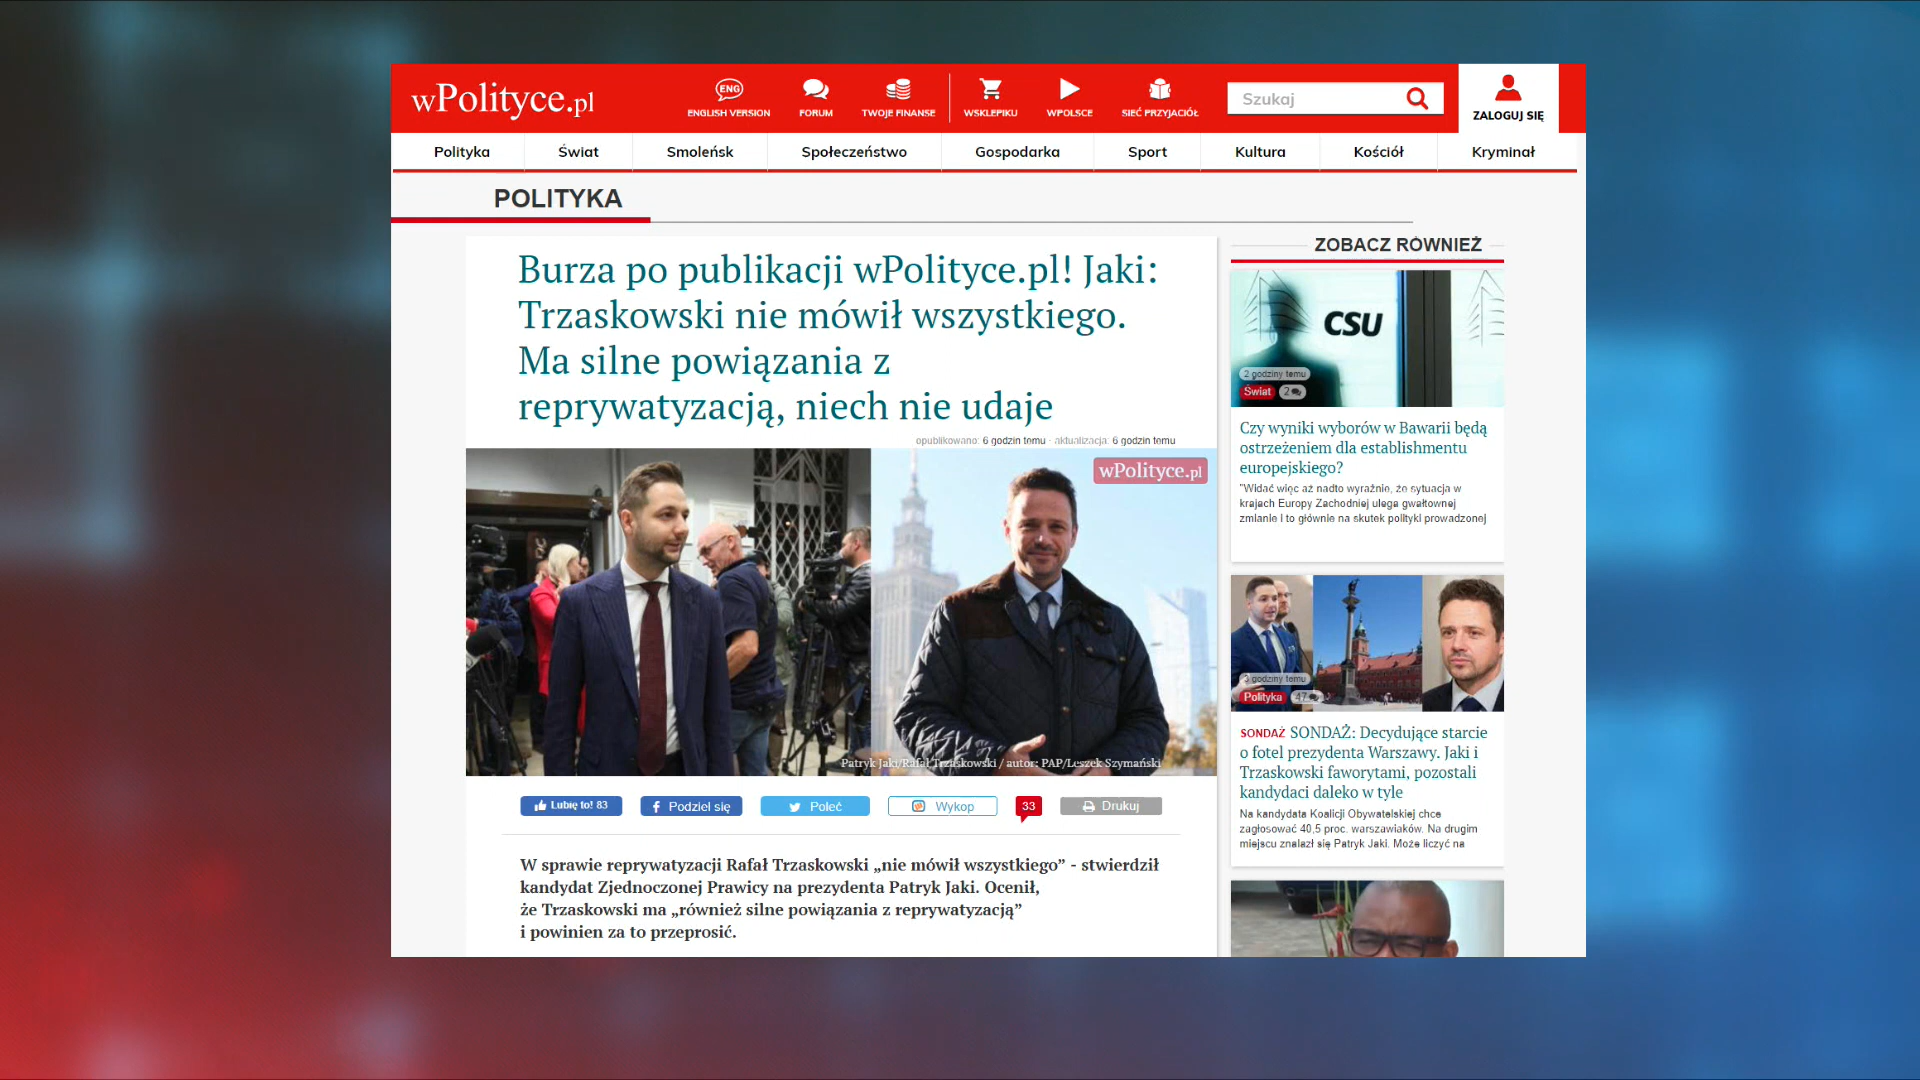 wPolityce.pl
ENG
ENGLISH VERSION
FORUM
TWOJE FINANSE
WSKLEPIKU
WPOLSCE
SIEĆ PRZYJACIÓŁ
Szukaj
ZALOGUJ SIĘ
Polityka
Świat
Smoleńsk
Społeczeństwo
Gospodarka
Sport
Kultura
Kościół
Kryminał
POLITYKA
Burza po publikacji wPolityce.pl! Jaki:
Trzaskowski nie mówił wszystkiego.
Ma silne powiązania z
reprywatyzacją, niech nie udaje
opublikowano: 6 godzin temu · aktualizacja: 6 godzin temu
wPolityce.pl
Patryk Jaki/Rafał Trzaskowski / autor: PAP/Leszek Szymański
Lubię to! 83
Podziel się
Poleć
Wykop
33
Drukuj
W sprawie reprywatyzacji Rafał Trzaskowski „nie mówił wszystkiego” - stwierdził
kandydat Zjednoczonej Prawicy na prezydenta Patryk Jaki. Ocenił,
że Trzaskowski ma „również silne powiązania z reprywatyzacją”
i powinien za to przeprosić.
ZOBACZ RÓWNIEŻ
CSU
2 godziny temu
Świat 2
Czy wyniki wyborów w Bawarii będą
ostrzeżeniem dla establishmentu
europejskiego?
"Widać więc aż nadto wyraźnie, że sytuacja w
krajach Europy Zachodniej ulega gwałtownej
zmianie i to głównie na skutek polityki prowadzonej
3 godziny temu
Polityka 47
SONDAŻ SONDAŻ: Decydujące starcie
o fotel prezydenta Warszawy. Jaki i
Trzaskowski faworytami, pozostali
kandydaci daleko w tyle
Na kandydata Koalicji Obywatelskiej chce
zagłosować 40,5 proc. warszawiaków. Na drugim
miejscu znalazł się Patryk Jaki. Może liczyć na